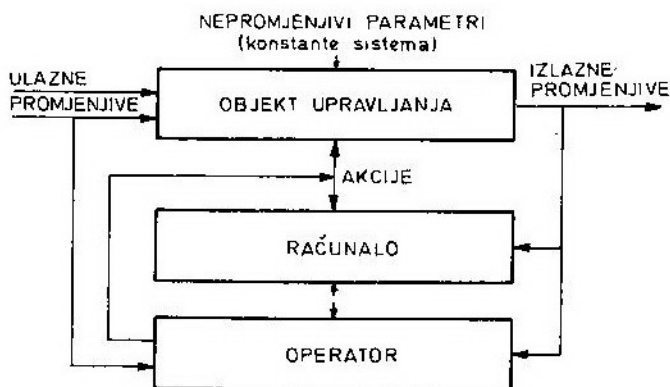 NEPROMJENJIVI PARAMETRI
(konstante sistema)
ULAZNE
PROMJENJIVE
OBJEKT UPRAVLJANJA
IZLAZNE
PROMJENJIVE
AKCIJE
RAČUNALO
OPERATOR